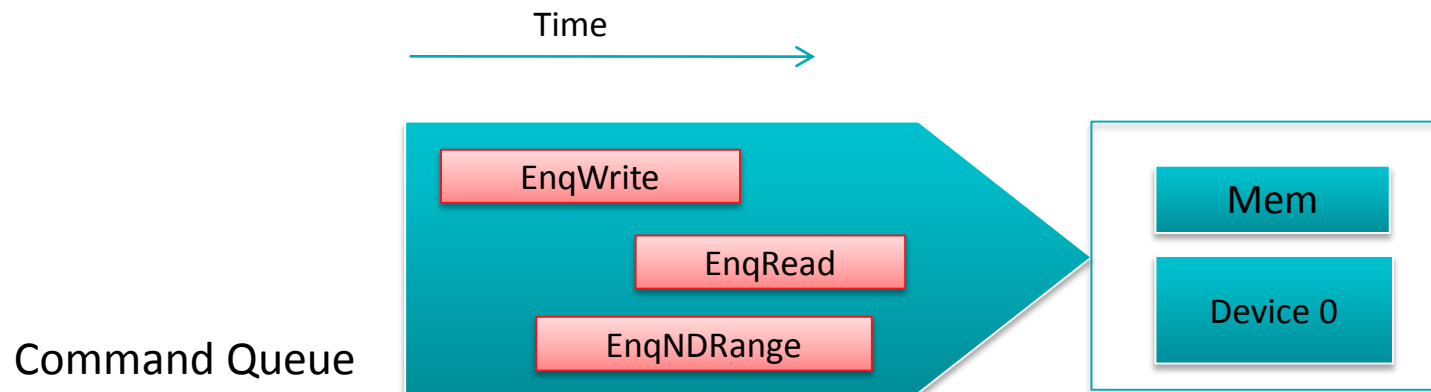 Time
EnqWrite
Mem
EnqRead
Device 0
EnqNDRange
Command Queue